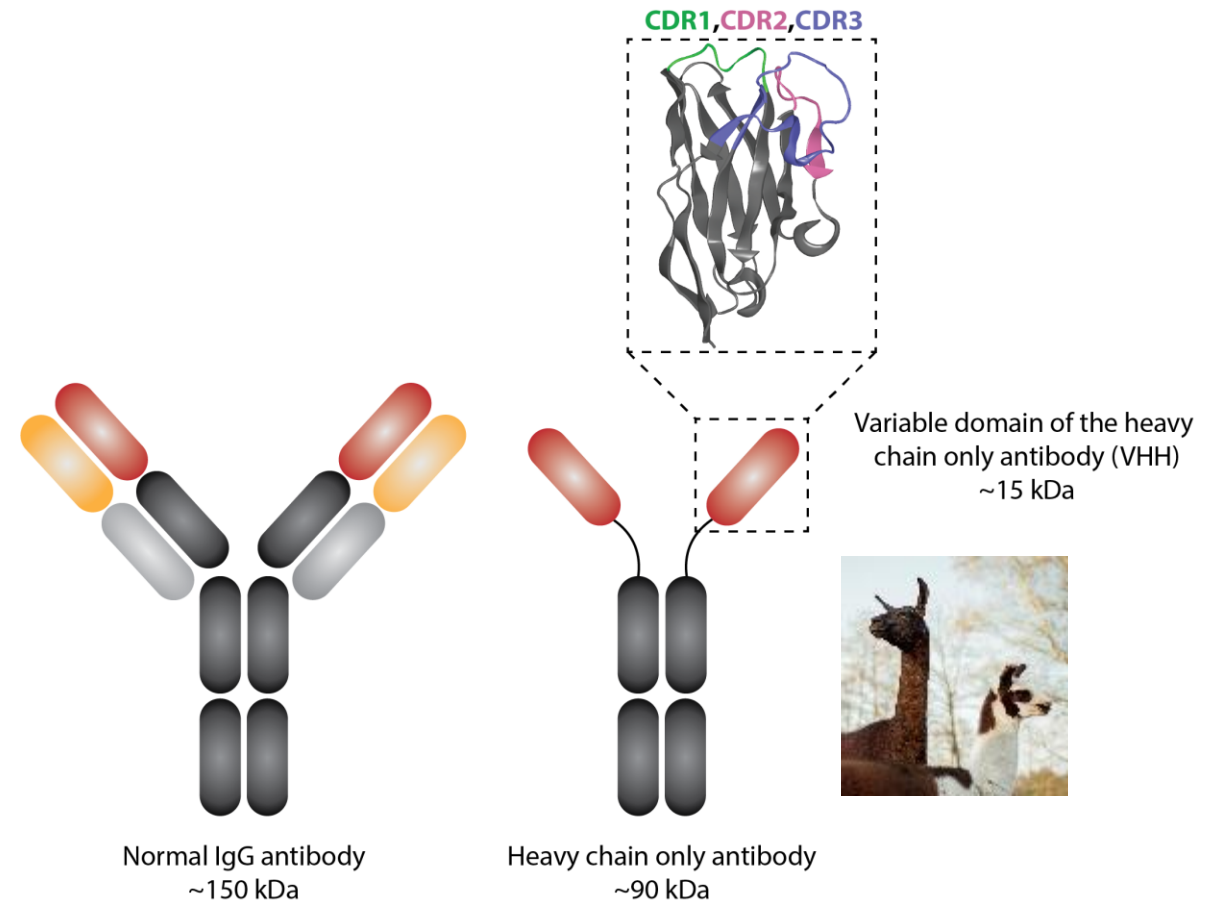 CDR1,CDR2,CDR3
Variable domain of the heavy
chain only antibody (VHH)
~15 kDa
Normal IgG antibody
~150 kDa
Heavy chain only antibody
~90 kDa